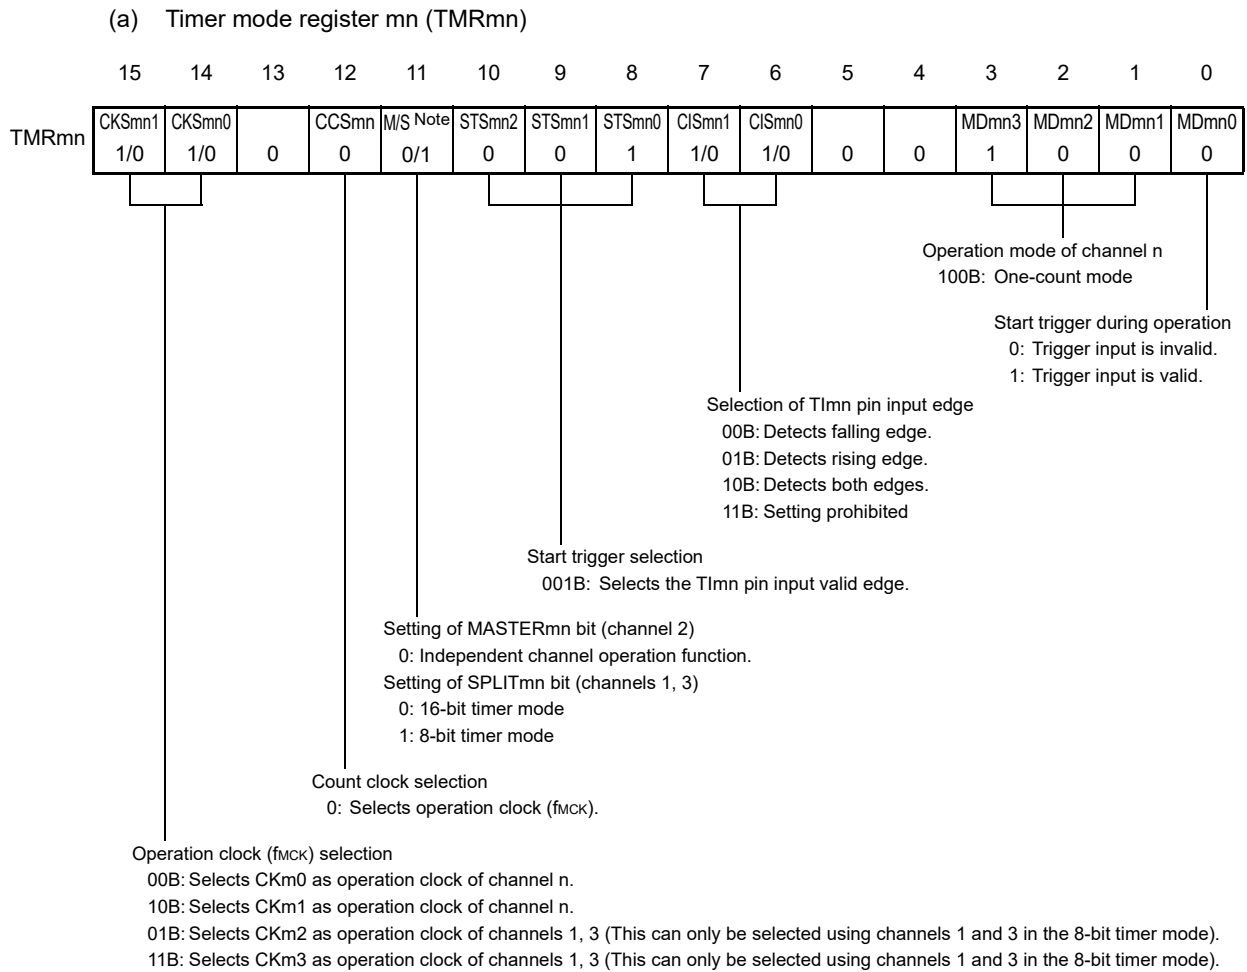 (a) Timer mode register mn (TMRmn)
15 14 13 12 11 10 9 8 7 6 5 4 3 2 1 0
TMRmn
CKSmn1 CKSmn0 CCSmn M/S Note STSmn2 STSmn1 STSmn0 CISmn1 CISmn0 MDmn3 MDmn2 MDmn1 MDmn0
1/0 1/0 0 0 0/1 0 0 1 1/0 1/0 0 0 1 0 0 0
Operation mode of channel n
100B: One-count mode
Start trigger during operation
0: Trigger input is invalid.
1: Trigger input is valid.
Selection of TImn pin input edge
00B: Detects falling edge.
01B: Detects rising edge.
10B: Detects both edges.
11B: Setting prohibited
Start trigger selection
001B: Selects the TImn pin input valid edge.
Setting of MASTERmn bit (channel 2)
0: Independent channel operation function.
Setting of SPLITmn bit (channels 1, 3)
0: 16-bit timer mode
1: 8-bit timer mode
Count clock selection
0: Selects operation clock (fMCK).
Operation clock (fMCK) selection
00B: Selects CKm0 as operation clock of channel n.
10B: Selects CKm1 as operation clock of channel n.
01B: Selects CKm2 as operation clock of channels 1, 3 (This can only be selected using channels 1 and 3 in the 8-bit timer mode).
11B: Selects CKm3 as operation clock of channels 1, 3 (This can only be selected using channels 1 and 3 in the 8-bit timer mode).